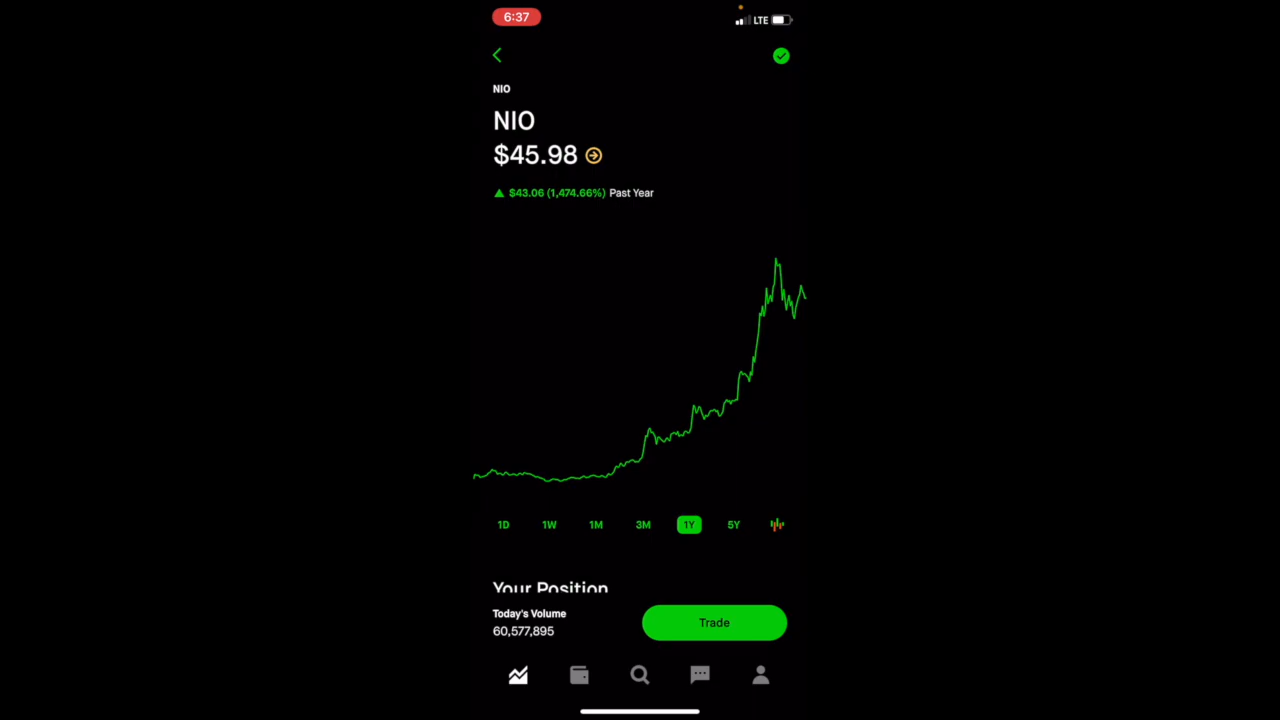 6:37
LTE
NIO
NIO
$45.98
$43.06 (1,474.66%) Past Year
1D 1W 1M 3M 1Y 5Y
Your Position
Today's Volume
60,577,895
Trade